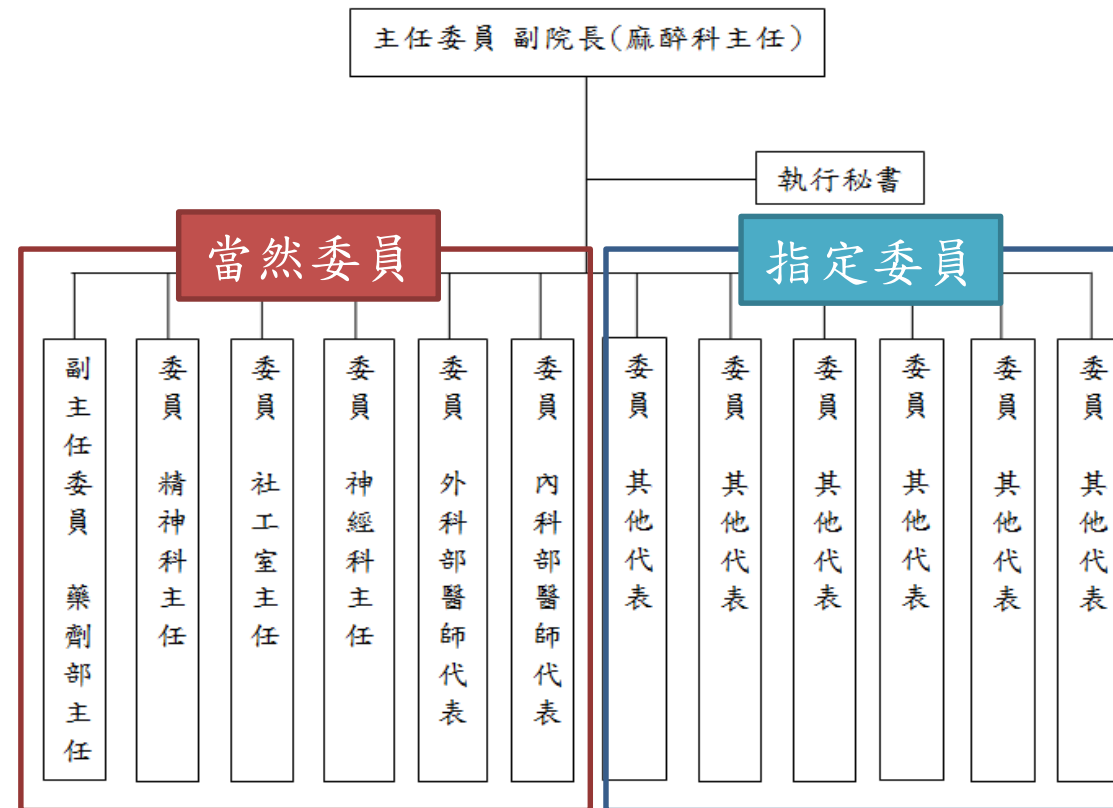 主任委員 副院長(麻醉科主任)
執行秘書
當然委員
指定委員
副主任委員 藥劑部主任
委員 精神科主任
委員 社工室主任
委員 神經科主任
委員 外科部醫師代表
委員 內科部醫師代表
委員 其他代表
委員 其他代表
委員 其他代表
委員 其他代表
委員 其他代表
委員 其他代表